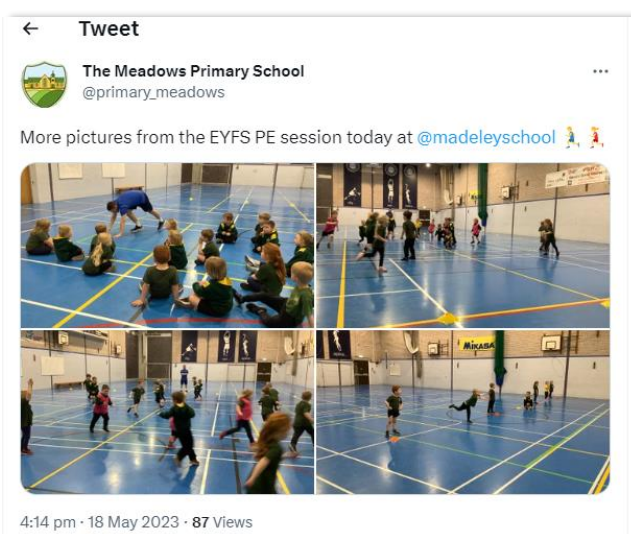 ← Tweet
The Meadows Primary School
@primary_meadows
More pictures from the EYFS PE session today at @madeleyschool 🏃‍♂️ 🏃‍♀️
MIKASA
4:14 pm · 18 May 2023 · 87 Views